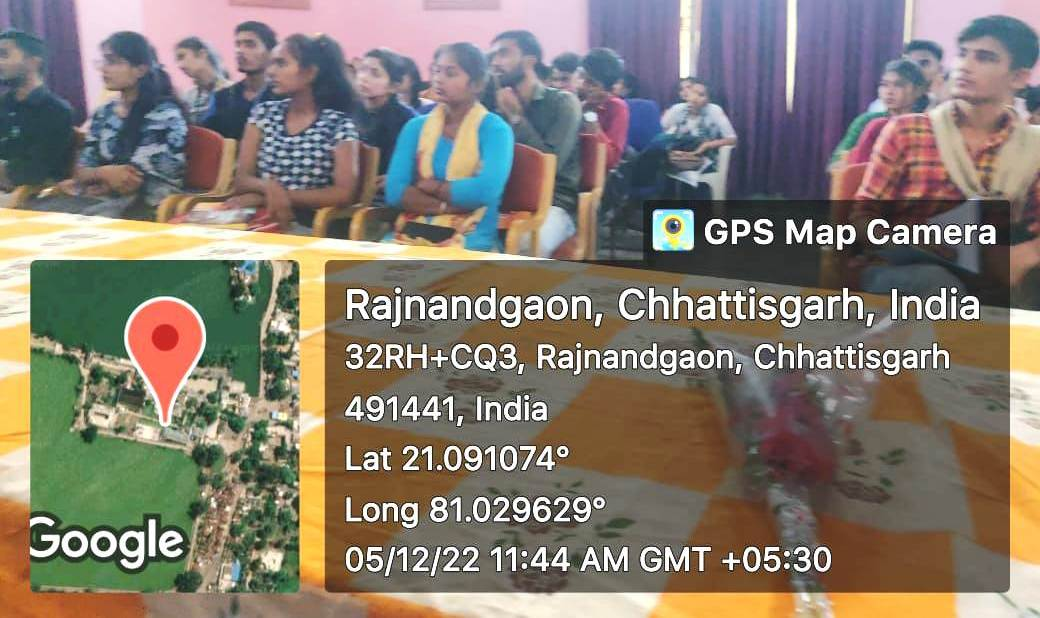 GPS Map Camera
Rajnandgaon, Chhattisgarh, India
32RH+CQ3, Rajnandgaon, Chhattisgarh
491441, India
Lat 21.091074°
Long 81.029629°
05/12/22 11:44 AM GMT +05:30
Google